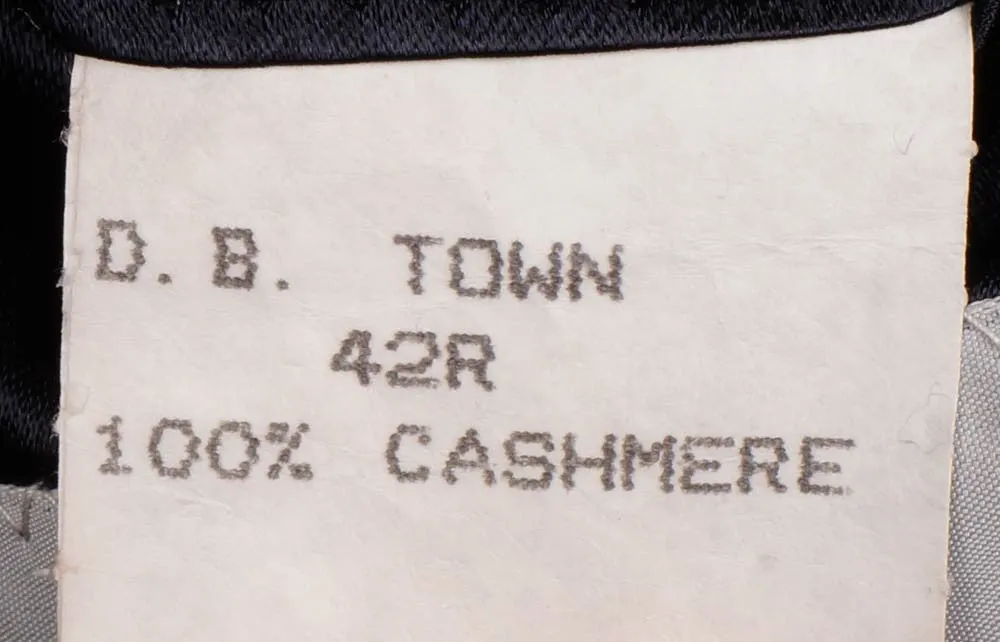 D. B. TOWN
42R
100% CASHMERE